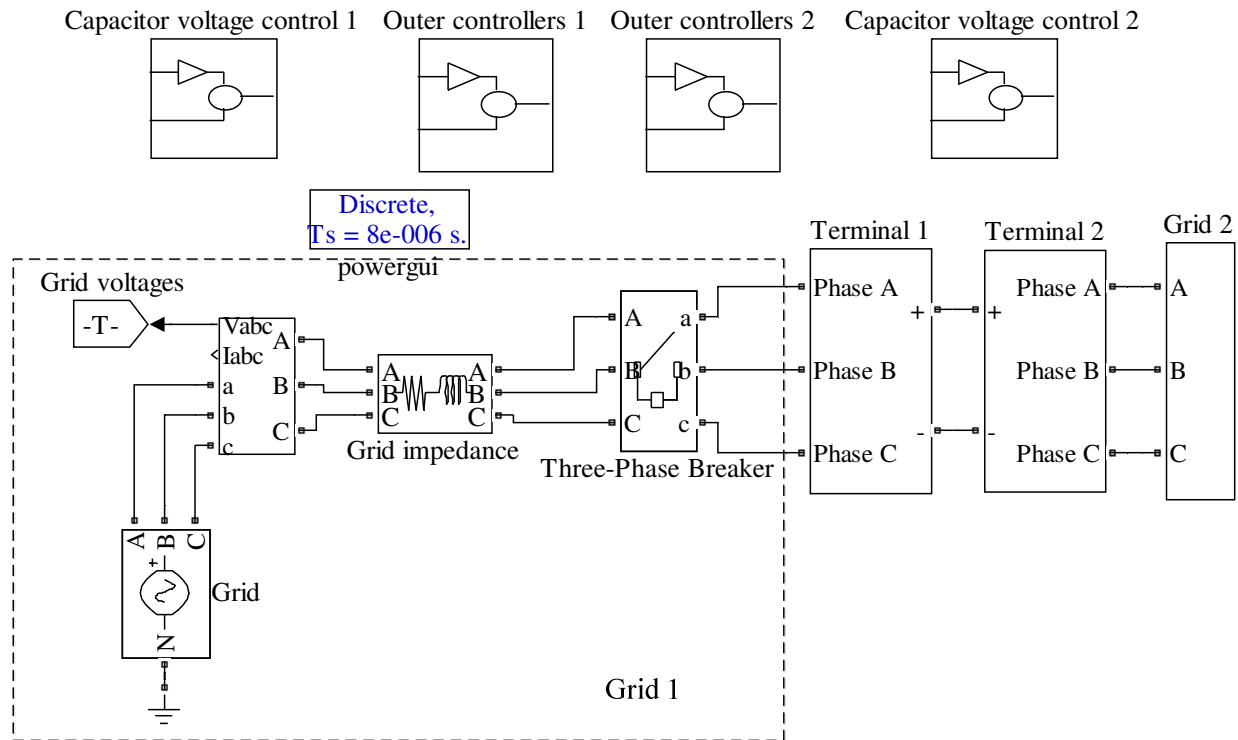 Capacitor voltage control 1
Outer controllers 1
Outer controllers 2
Capacitor voltage control 2
Discrete,
Ts = 8e-006 s.
powergui
Terminal 1
Terminal 2
Grid 2
Grid voltages
-T-
Vabc
Iabc
a
b
c
A
B
C
A
B
C
A
B
C
Grid impedance
A
B
C
a
b
c
Three-Phase Breaker
Phase A
Phase B
Phase C
+
-
+
-
Phase A
Phase B
Phase C
A
B
C
A
B
C
+
N
Grid
Grid 1